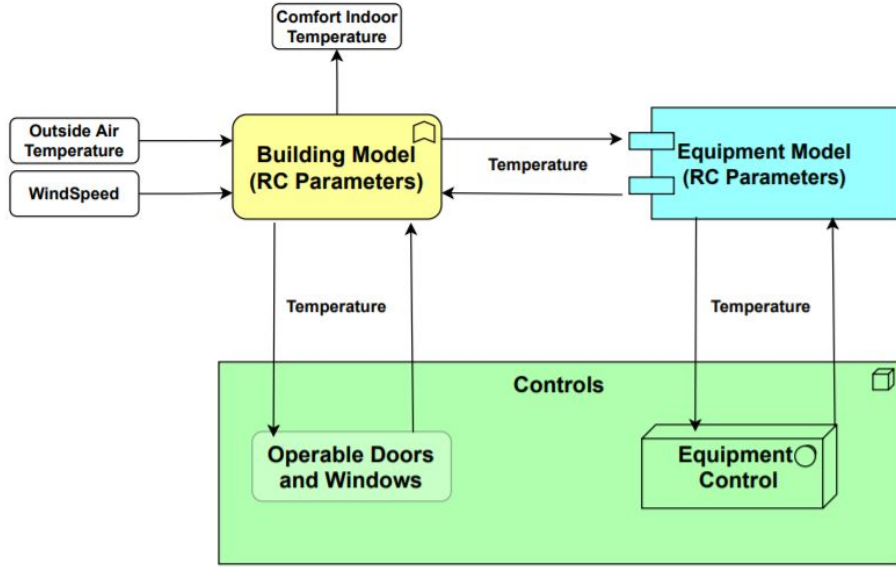 Comfort Indoor
Temperature
Outside Air
Temperature
WindSpeed
Building Model
(RC Parameters)
Temperature
Equipment Model
(RC Parameters)
Temperature
Temperature
Controls
Operable Doors
and Windows
Equipment
Control